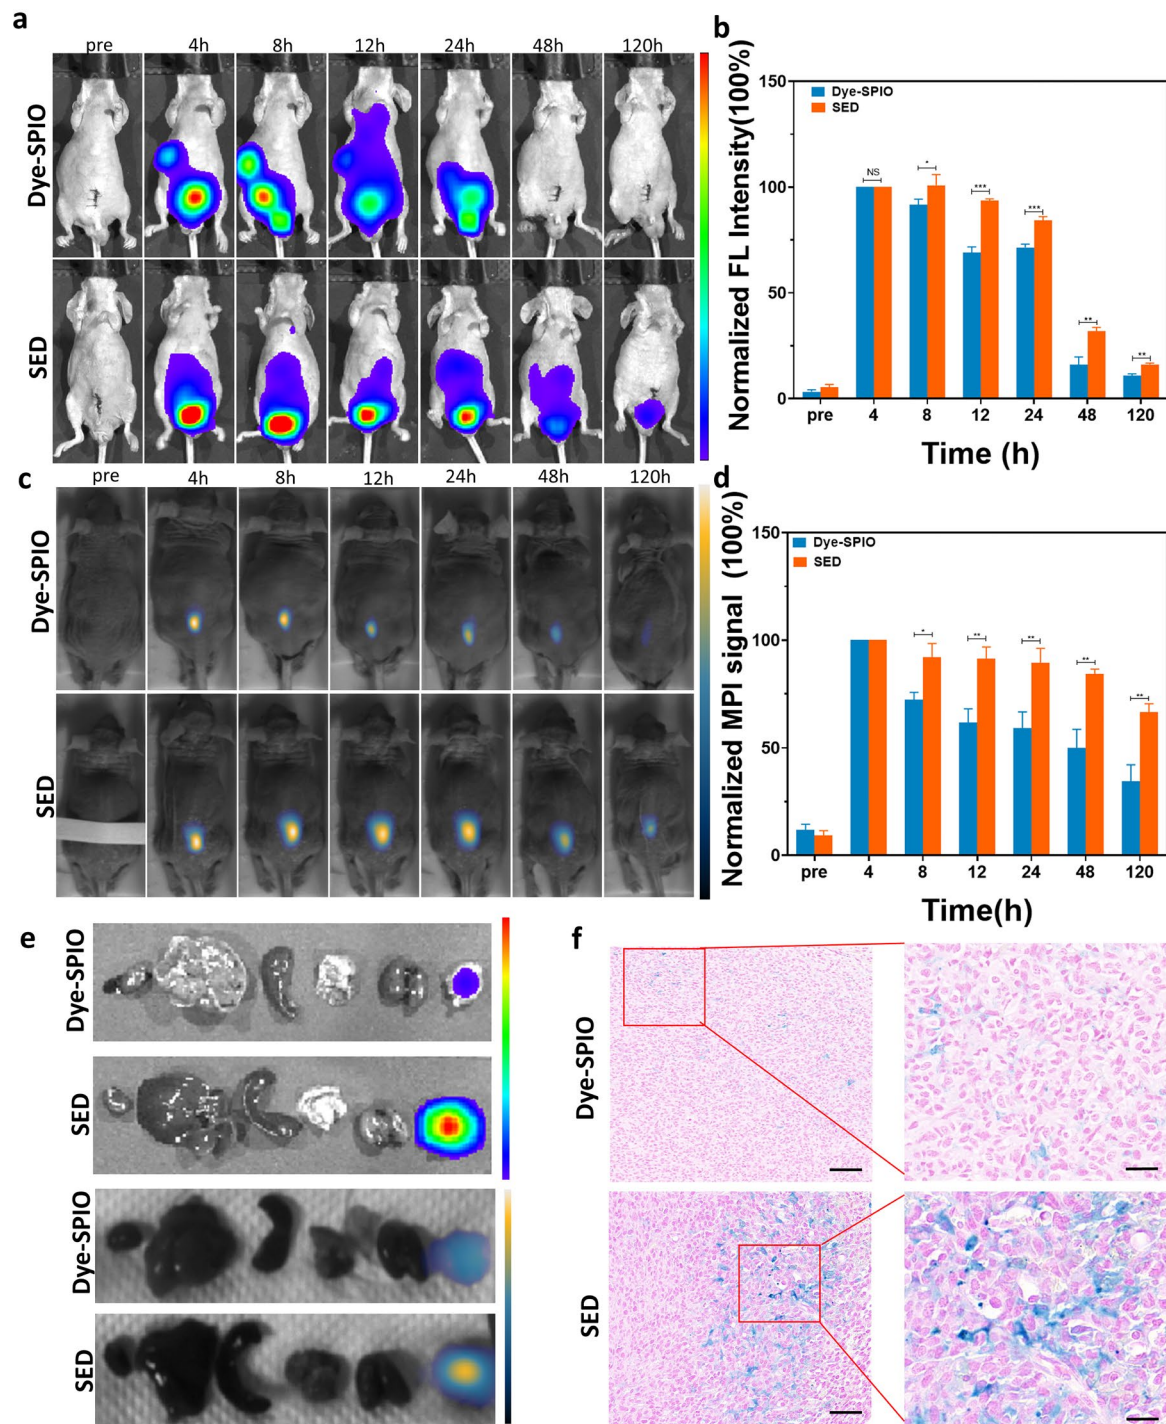 a
pre 4h 8h 12h 24h 48h 120h
Dye-SPIO
SED
b
Normalized FL Intensity(100%)
150
100
50
0
Dye-SPIO
SED
NS * *** *** ** **
pre 4 8 12 24 48 120
Time (h)
c
pre 4h 8h 12h 24h 48h 120h
Dye-SPIO
SED
d
Normalized MPI signal (100%)
150
100
50
0
Dye-SPIO
SED
* ** ** ** **
pre 4 8 12 24 48 120
Time(h)
e
Dye-SPIO
SED
Dye-SPIO
SED
f
Dye-SPIO
SED